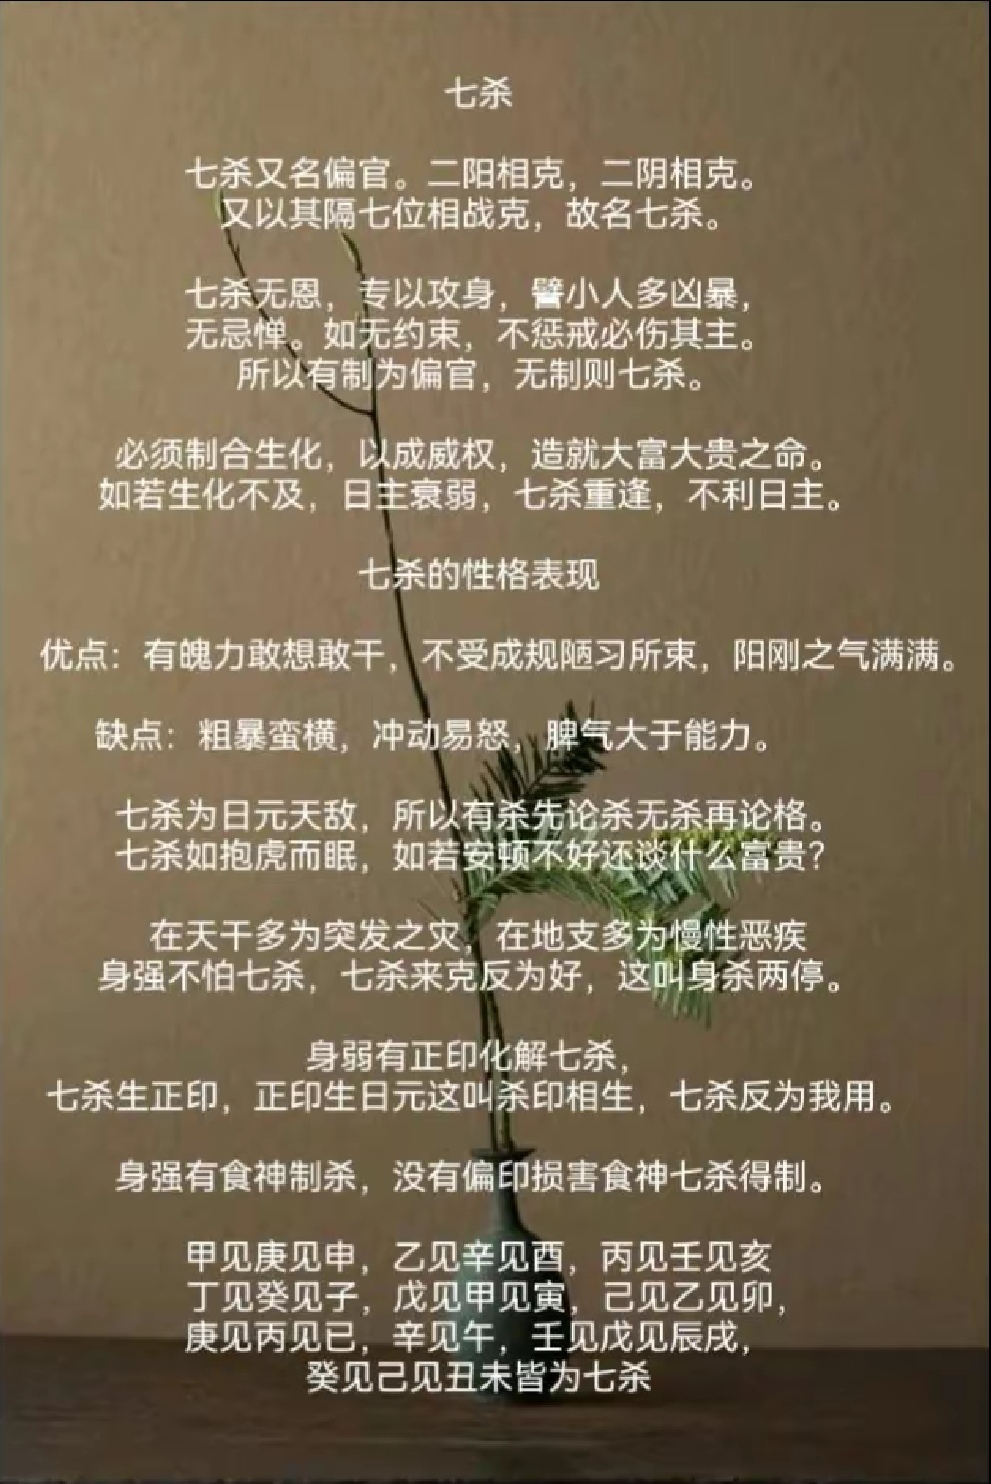 七杀
七杀又名偏官。二阳相克，二阴相克。
又以其隔七位相战克，故名七杀。
七杀无恩，专以攻身，譬小人多凶暴，
无忌惮。如无约束，不惩戒必伤其主。
所以有制为偏官，无制则七杀。
必须制合生化，以成威权，造就大富大贵之命。
如若生化不及，日主衰弱，七杀重逢，不利日主。
七杀的性格表现
优点：有魄力敢想敢干，不受成规陋习所束，阳刚之气满满。
缺点：粗暴蛮横，冲动易怒，脾气大于能力。
七杀为日元天敌，所以有杀先论杀无杀再论格。
七杀如抱虎而眠，如若安顿不好还谈什么富贵？
在天干多为突发之灾，在地支多为慢性恶疾
身强不怕七杀，七杀来克反为好，这叫身杀两停。
身弱有正印化解七杀，
七杀生正印，正印生日元这叫杀印相生，七杀反为我用。
身强有食神制杀，没有偏印损害食神七杀得制。
甲见庚见申，乙见辛见酉，丙见壬见亥
丁见癸见子，戊见甲见寅，己见乙见卯，
庚见丙见已，辛见午，壬见戊见辰戌，
癸见己见丑未皆为七杀